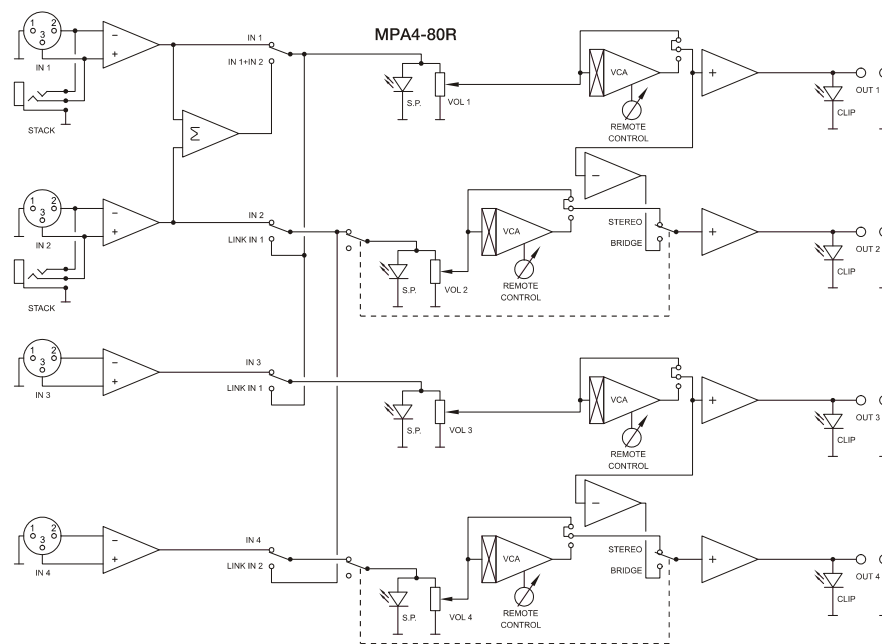 MPA4-80R
1 2
3
IN 1
STACK
−
+
Σ
IN 1
IN 1+IN 2
S.P.
VOL 1
VCA
REMOTE
CONTROL
+
OUT 1
CLIP
−
1 2
3
IN 2
STACK
−
+
IN 2
LINK IN 1
S.P.
VOL 2
VCA
REMOTE
CONTROL
STEREO
BRIDGE
+
OUT 2
CLIP
1 2
3
IN 3
−
+
IN 3
LINK IN 1
S.P.
VOL 3
VCA
REMOTE
CONTROL
+
OUT 3
CLIP
−
1 2
3
IN 4
−
+
IN 4
LINK IN 2
S.P.
VOL 4
VCA
REMOTE
CONTROL
STEREO
BRIDGE
+
OUT 4
CLIP